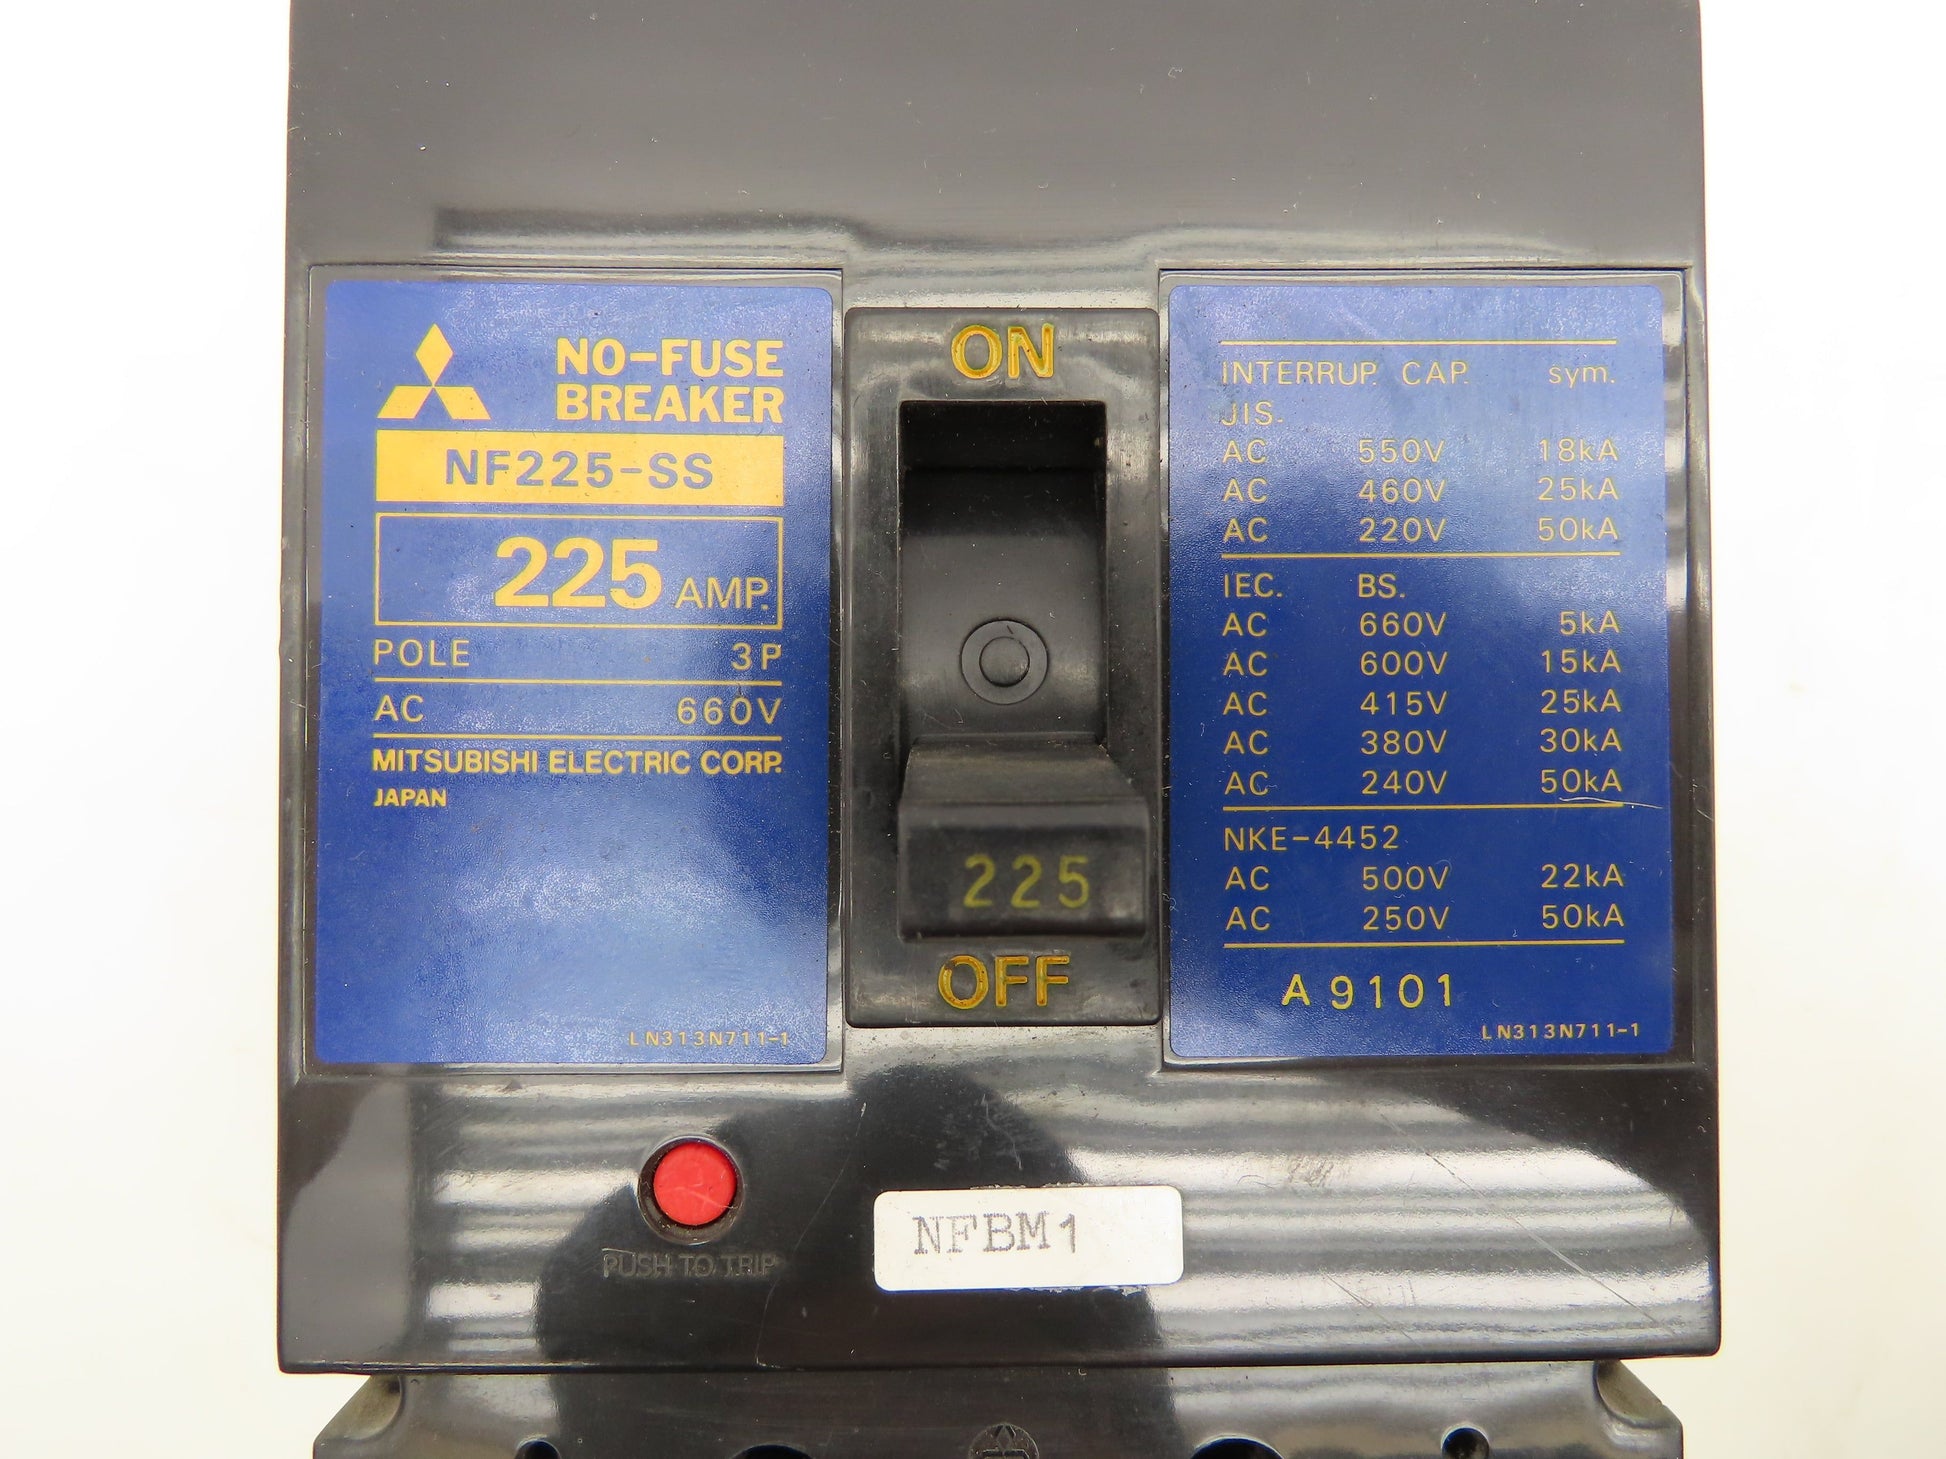 NO-FUSE
BREAKER
NF225-SS
225 AMP.
POLE 3P
AC 660V
MITSUBISHI ELECTRIC CORP.
JAPAN
LN313N711-1
ON
225
OFF
INTERRUP. CAP. sym.
JIS.
AC 550V 18kA
AC 460V 25kA
AC 220V 50kA
IEC. BS.
AC 660V 5kA
AC 600V 15kA
AC 415V 25kA
AC 380V 30kA
AC 240V 50kA
NKE-4452
AC 500V 22kA
AC 250V 50kA
A9101
LN313N711-1
PUSH TO TRIP
NFBM1